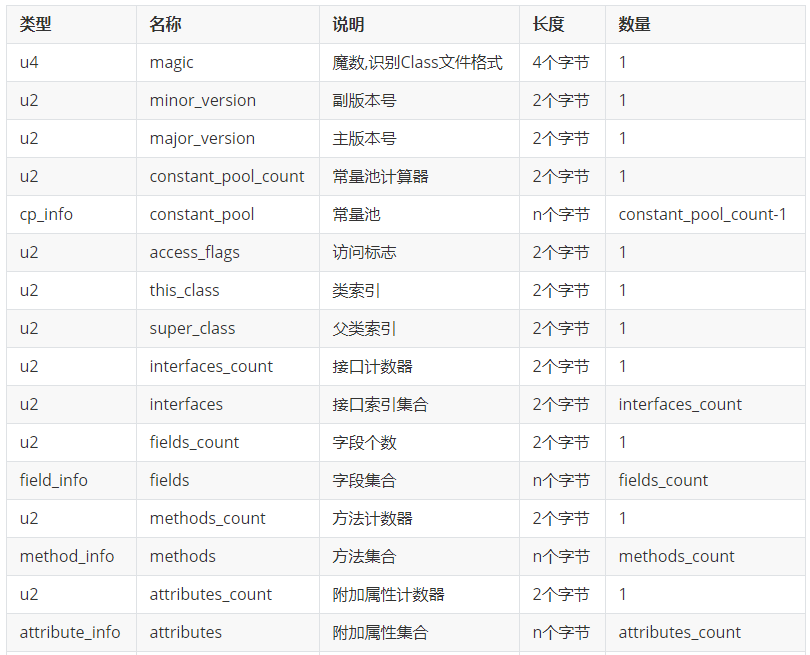 类型 名称 说明 长度 数量
u4 magic 魔数,识别Class文件格式 4个字节 1
u2 minor_version 副版本号 2个字节 1
u2 major_version 主版本号 2个字节 1
u2 constant_pool_count 常量池计算器 2个字节 1
cp_info constant_pool 常量池 n个字节 constant_pool_count-1
u2 access_flags 访问标志 2个字节 1
u2 this_class 类索引 2个字节 1
u2 super_class 父类索引 2个字节 1
u2 interfaces_count 接口计数器 2个字节 1
u2 interfaces 接口索引集合 2个字节 interfaces_count
u2 fields_count 字段个数 2个字节 1
field_info fields 字段集合 n个字节 fields_count
u2 methods_count 方法计数器 2个字节 1
method_info methods 方法集合 n个字节 methods_count
u2 attributes_count 附加属性计数器 2个字节 1
attribute_info attributes 附加属性集合 n个字节 attributes_count